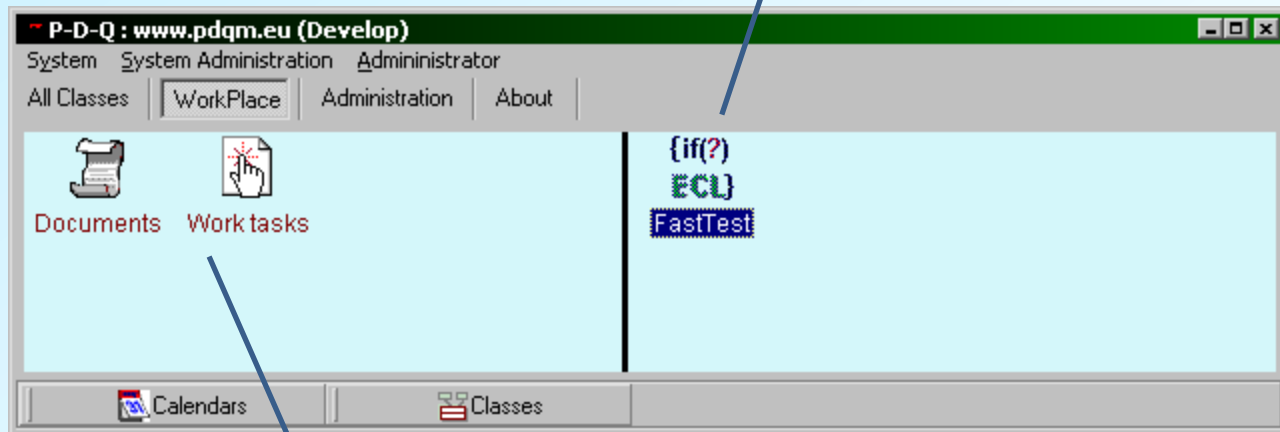 P-D-Q : www.pdqm.eu (Develop)
System System Administration Admininistrator
All Classes WorkPlace Administration About
{if(?)
ECL}
Documents Work tasks FastTest
Calendars Classes